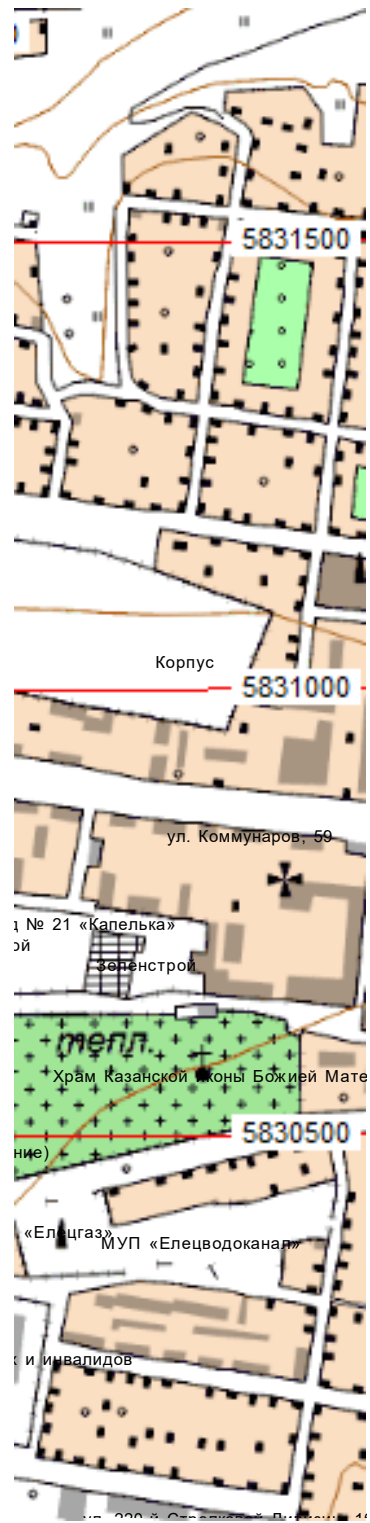 5831500
Корпус
5831000
ул. Коммунаров, 59
д № 21 «Капелька»
ой
Зеленстрой
тепл.
Храм Казанской иконы Божией Мате
5830500
ние)
«Елецгаз»
МУП «Елецводоканал»
х и инвалидов